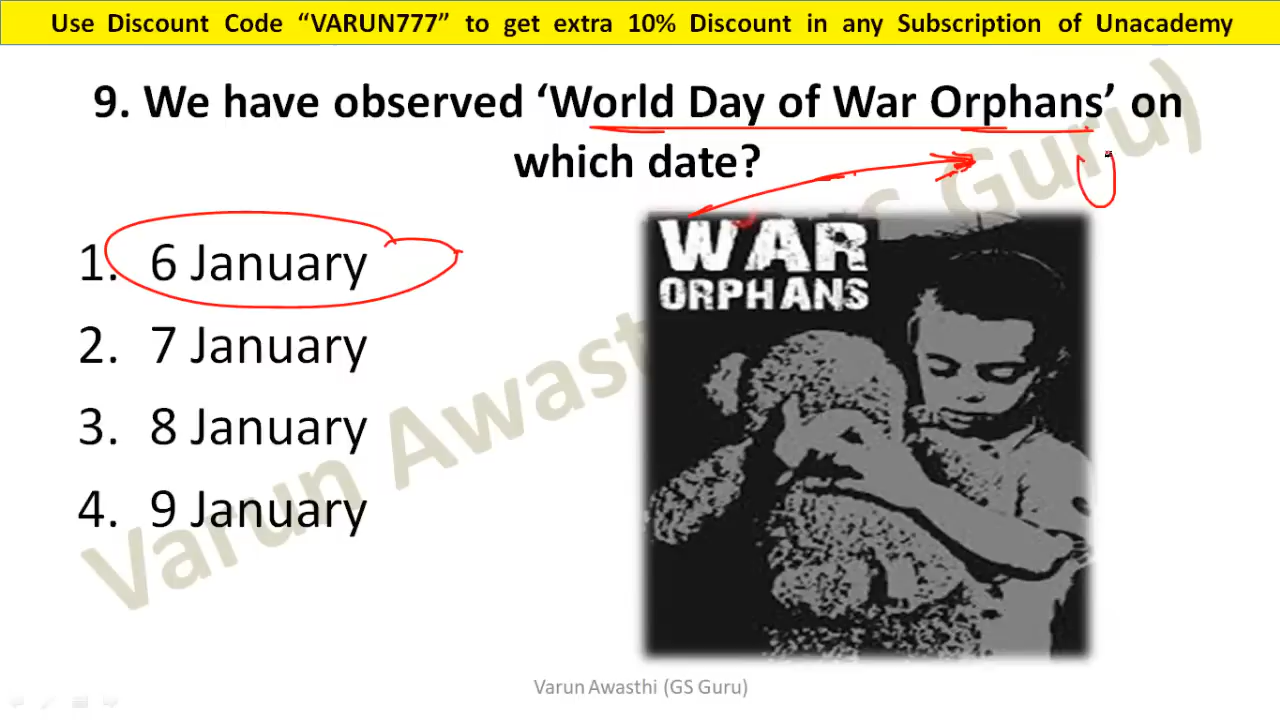 Use Discount Code “VARUN777” to get extra 10% Discount in any Subscription of Unacademy
9. We have observed ‘World Day of War Orphans’ on
which date?
1. 6 January
2. 7 January
3. 8 January
4. 9 January
WAR
ORPHANS
Varun Awasthi (GS Guru)
Varun Awasthi (GS Guru)